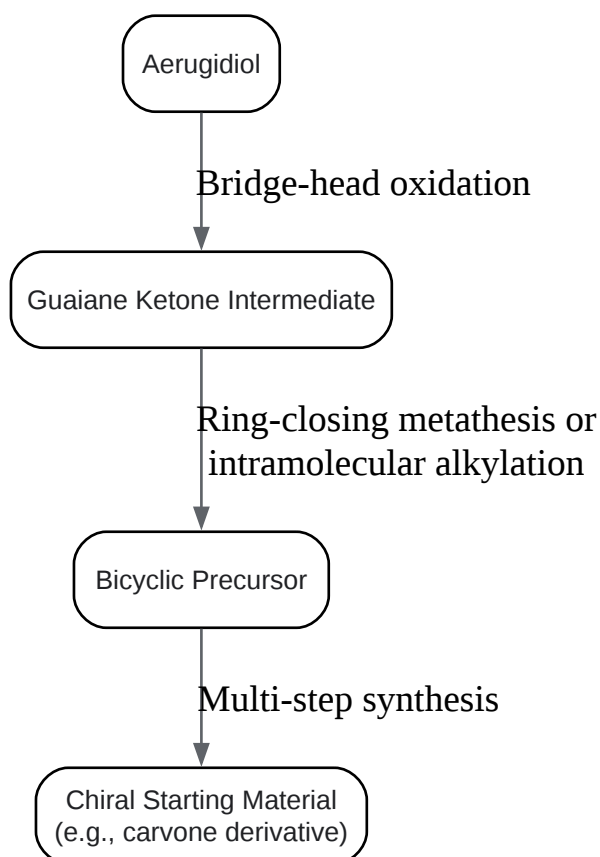 Aerugidiol
Bridge-head oxidation
Guaiane Ketone Intermediate
Ring-closing metathesis or
intramolecular alkylation
Bicyclic Precursor
Multi-step synthesis
Chiral Starting Material
(e.g., carvone derivative)